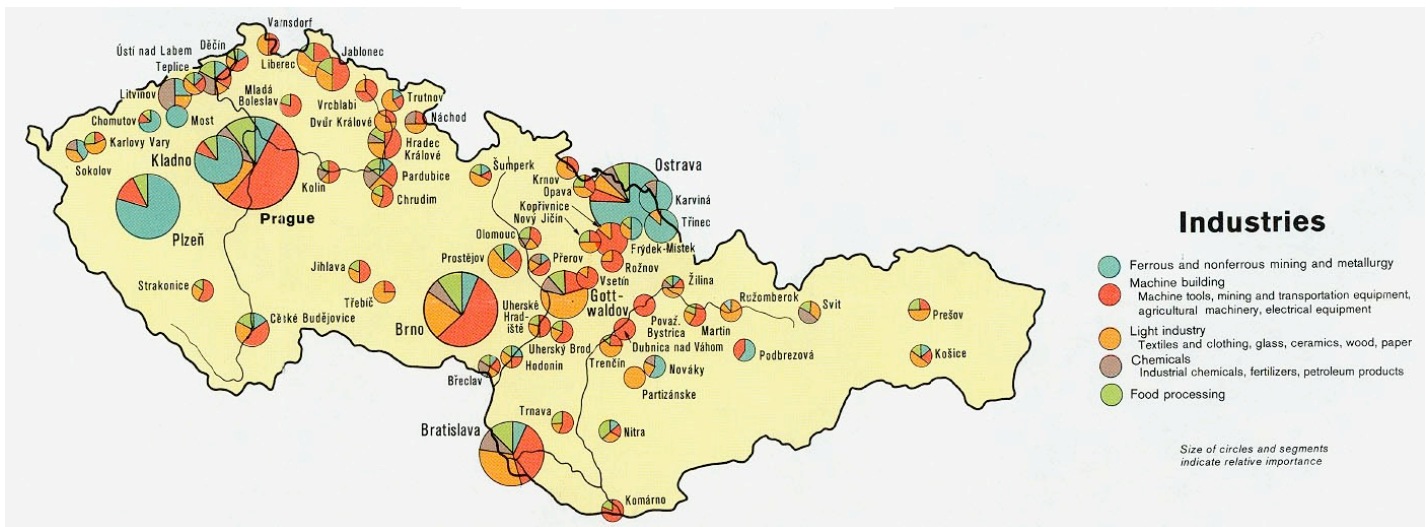 Varnsdorf
Ústí nad Labem
Děčín
Jablonec
Teplice
Liberec
Litvínov
Mladá
Boleslav
Vrchlabí
Trutnov
Chomutov
Most
Dvůr Králové
Náchod
Karlovy Vary
Kladno
Hradec
Králové
Sokolov
Kolín
Pardubice
Šumperk
Krnov
Opava
Ostrava
Prague
Chrudim
Karviná
Kopřivnice
Nový Jičín
Třinec
Plzeň
Olomouc
Frýdek-Místek
Prostějov
Přerov
Rožnov
Jihlava
Vsetín
Žilina
Strakonice
Třebíč
Gott-
waldov
Ružomberok
Svit
České Budějovice
Brno
Uherské
Hrad-
iště
Považ.
Bystrica
Martin
Prešov
Uherský Brod
Dubnica nad Váhom
Podbrezová
Košice
Hodonín
Trenčín
Nováky
Břeclav
Partizánske
Trnava
Bratislava
Nitra
Komárno
Industries
Ferrous and nonferrous mining and metallurgy
Machine building
Machine tools, mining and transportation equipment,
agricultural machinery, electrical equipment
Light industry
Textiles and clothing, glass, ceramics, wood, paper
Chemicals
Industrial chemicals, fertilizers, petroleum products
Food processing
Size of circles and segments
indicate relative importance